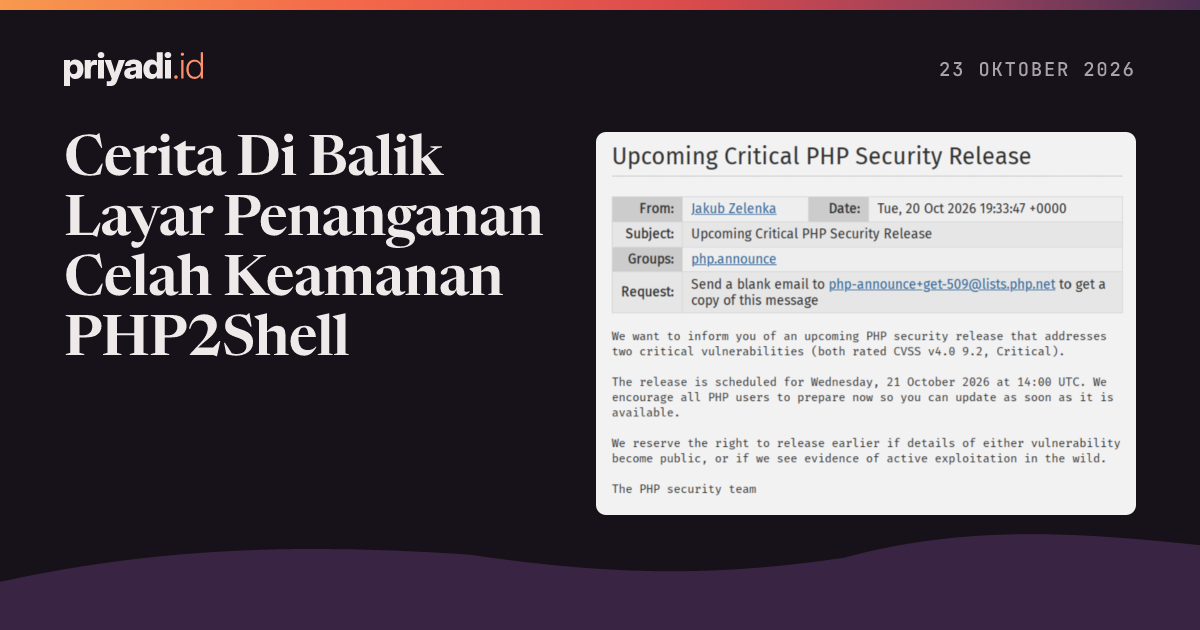 priyadi.id
23 OKTOBER 2026
Cerita Di Balik
Layar Penanganan
Celah Keamanan
PHP2Shell
Upcoming Critical PHP Security Release
From: Jakub Zelenka Date: Tue, 20 Oct 2026 19:33:47 +0000
Subject: Upcoming Critical PHP Security Release
Groups: php.announce
Request: Send a blank email to php-announce+get-509@lists.php.net to get a
copy of this message
We want to inform you of an upcoming PHP security release that addresses
two critical vulnerabilities (both rated CVSS v4.0 9.2, Critical).
The release is scheduled for Wednesday, 21 October 2026 at 14:00 UTC. We
encourage all PHP users to prepare now so you can update as soon as it is
available.
We reserve the right to release earlier if details of either vulnerability
become public, or if we see evidence of active exploitation in the wild.
The PHP security team